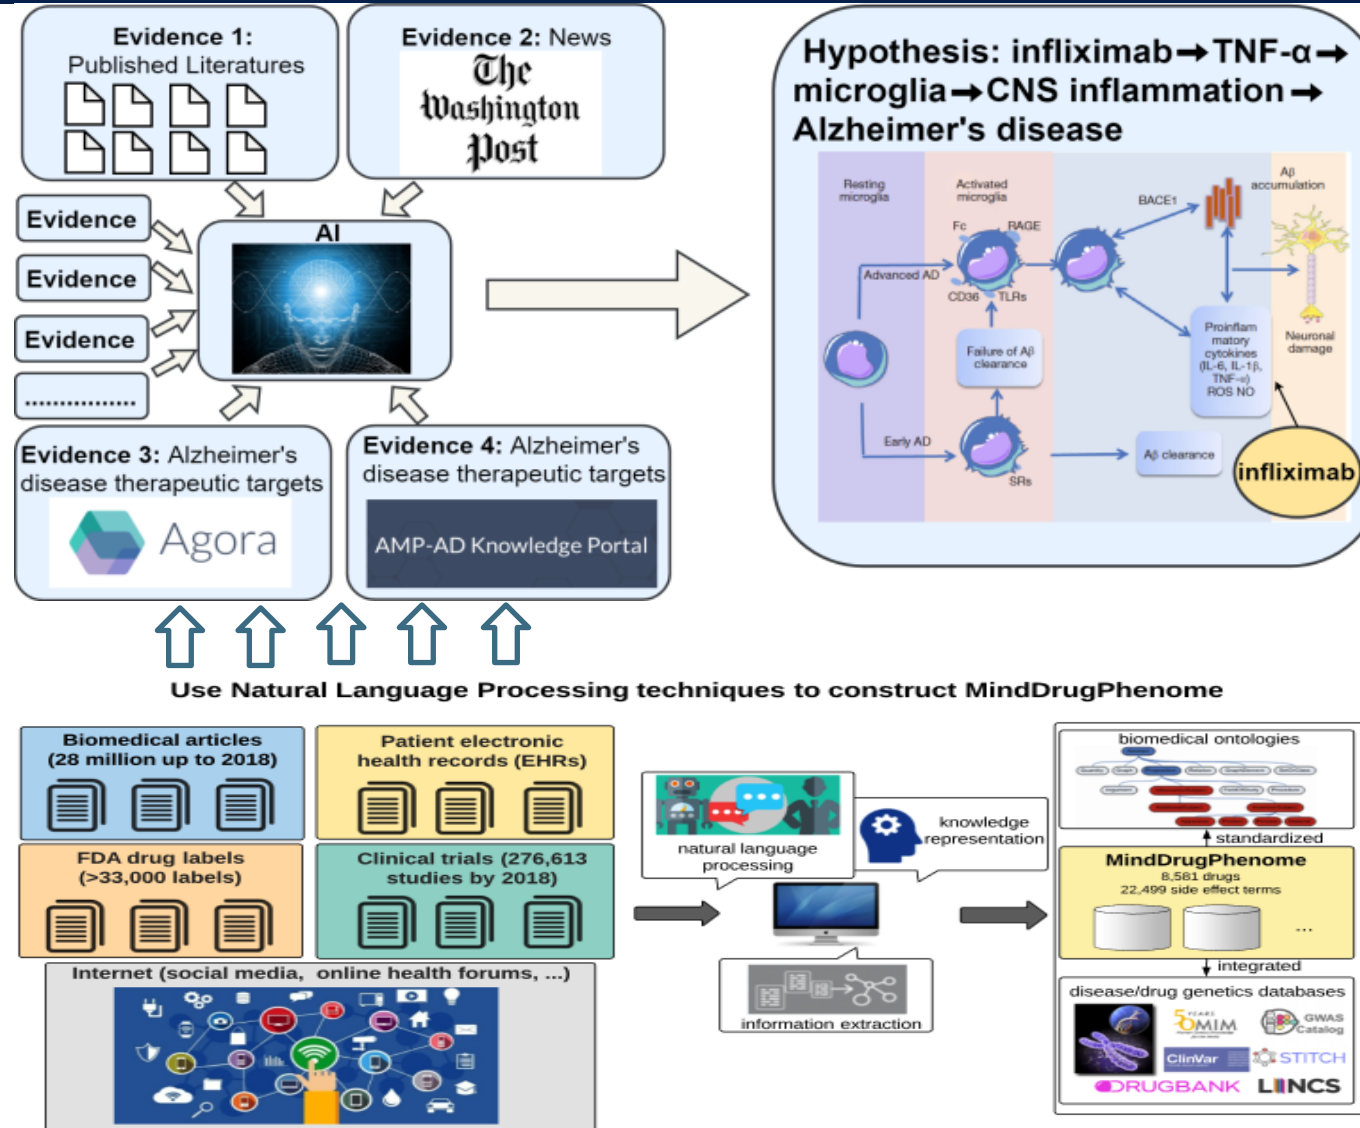 Evidence 1:
Published Literatures
Evidence 2: News
The
Washington
Post
Evidence
Evidence
Evidence
................
AI
Evidence 3: Alzheimer's
disease therapeutic targets
Agora
Evidence 4: Alzheimer's
disease therapeutic targets
AMP-AD Knowledge Portal
Hypothesis: infliximab→TNF-α→
microglia→CNS inflammation→
Alzheimer's disease
Resting
microglia
Activated
microglia
Aβ
accumulation
BACE1
Fc
RAGE
Advanced AD
CD36
TLRs
Failure of Aβ
clearance
Proinflam
matory
cytokines
(IL-6, IL-1β,
TNF-α)
ROS NO
Neuronal
damage
Early AD
SRs
Aβ clearance
infliximab
Use Natural Language Processing techniques to construct MindDrugPhenome
Biomedical articles
(28 million up to 2018)
Patient electronic
health records (EHRs)
FDA drug labels
(>33,000 labels)
Clinical trials (276,613
studies by 2018)
Internet (social media, online health forums, ...)
natural language
processing
knowledge
representation
information extraction
biomedical ontologies
standardized
MindDrugPhenome
8,581 drugs
22,499 side effect terms
...
integrated
disease/drug genetics databases
YEARS
50MIM
GWAS
Catalog
ClinVar
STITCH
DRUGBANK
LINCS